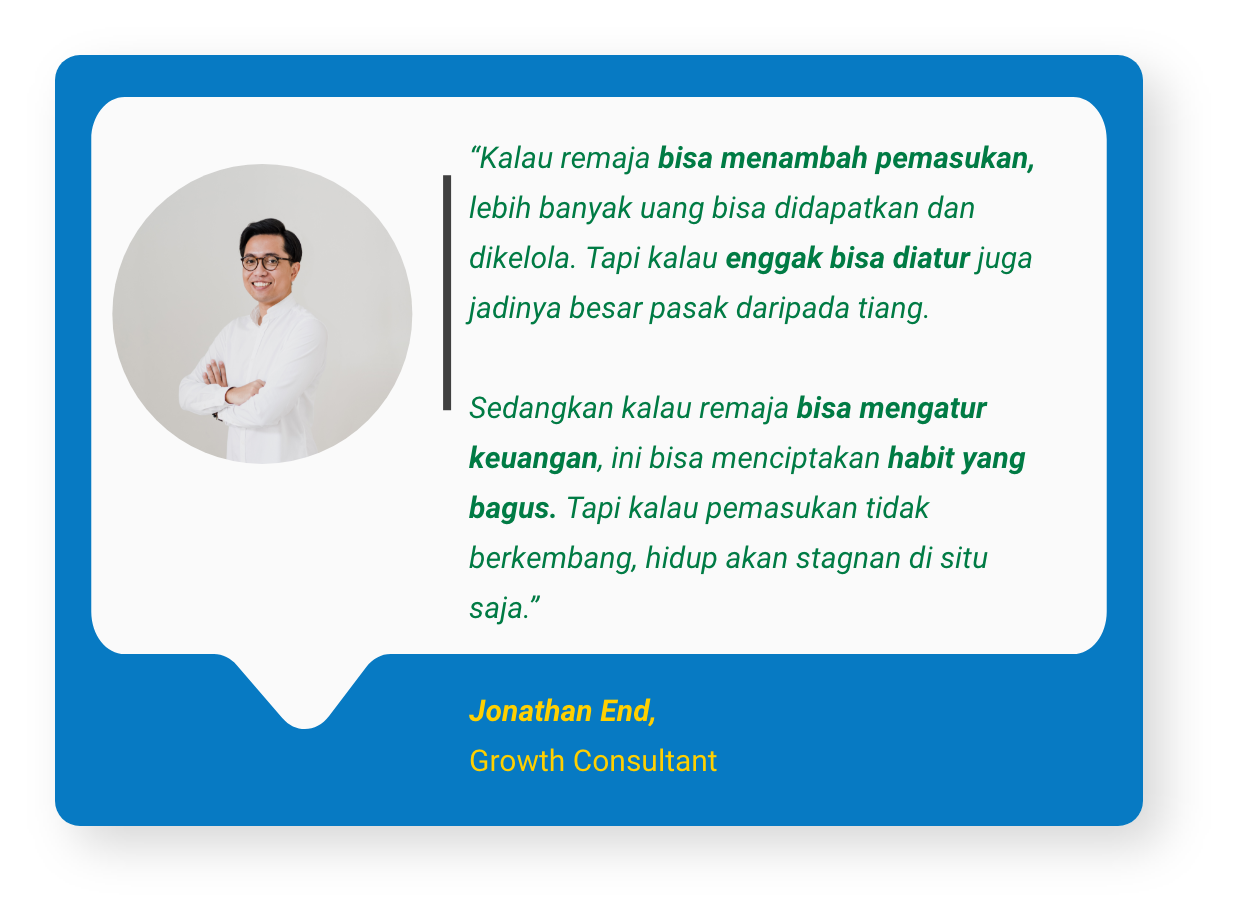 “Kalau remaja bisa menambah pemasukan,
lebih banyak uang bisa didapatkan dan
dikelola. Tapi kalau enggak bisa diatur juga
jadinya besar pasak daripada tiang.
Sedangkan kalau remaja bisa mengatur
keuangan, ini bisa menciptakan habit yang
bagus. Tapi kalau pemasukan tidak
berkembang, hidup akan stagnan di situ
saja.”
Jonathan End,
Growth Consultant